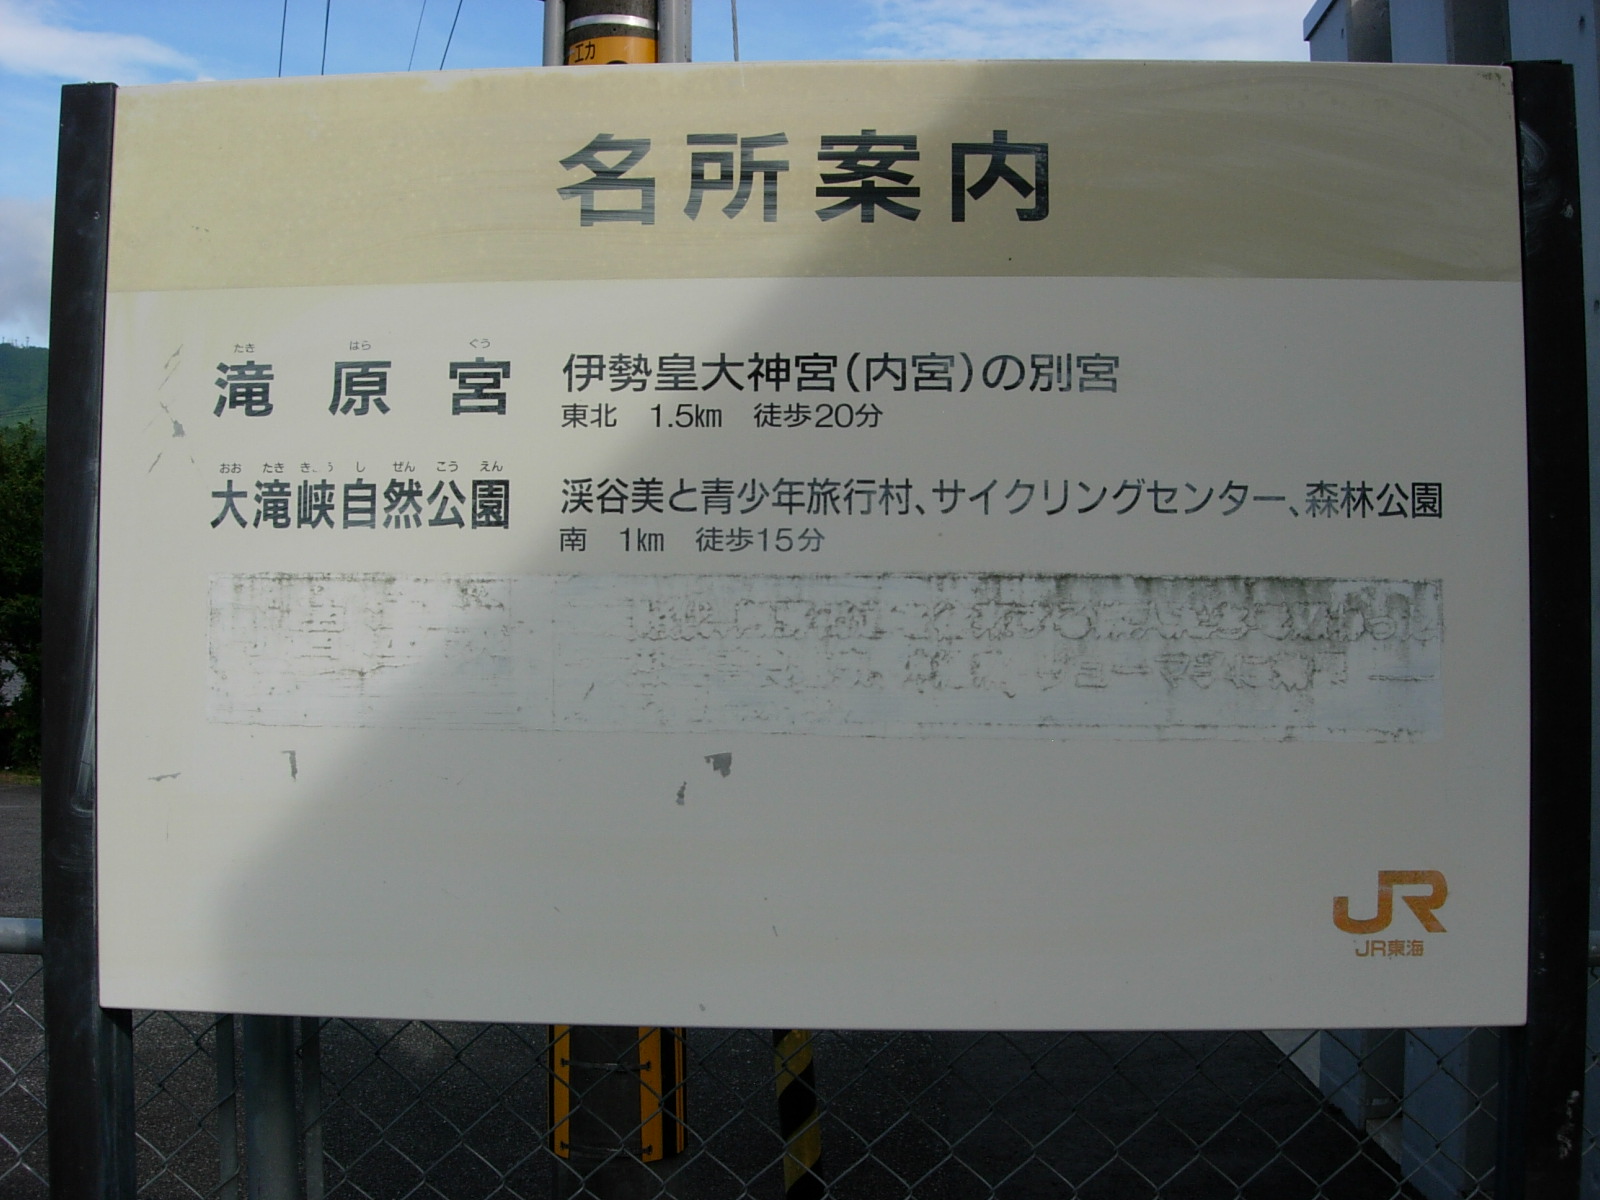 エカ
名所案内
たき はら ぐう
滝原宮 伊勢皇大神宮(内宮)の別宮
東北 1.5km 徒歩20分
おお たき きょう し ぜん こう えん
大滝峡自然公園 渓谷美と青少年旅行村、サイクリングセンター、森林公園
南 1km 徒歩15分
JR
JR東海